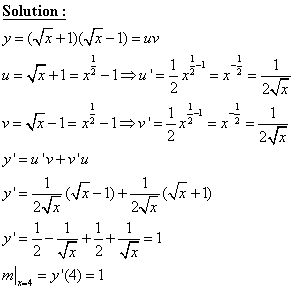 Solution :
y = (√x + 1)(√x − 1) = uv
u = √x + 1 = x^(1/2) − 1 ⇒ u ' = 1/2 x^(1/2 − 1) = x^(−1/2) = 1/(2√x)
v = √x − 1 = x^(1/2) − 1 ⇒ v ' = 1/2 x^(1/2 − 1) = x^(−1/2) = 1/(2√x)
y ' = u 'v + v 'u
y ' = 1/(2√x) (√x − 1) + 1/(2√x) (√x + 1)
y ' = 1/2 − 1/√x + 1/2 + 1/√x = 1
m|ₓ₌₄ = y '(4) = 1